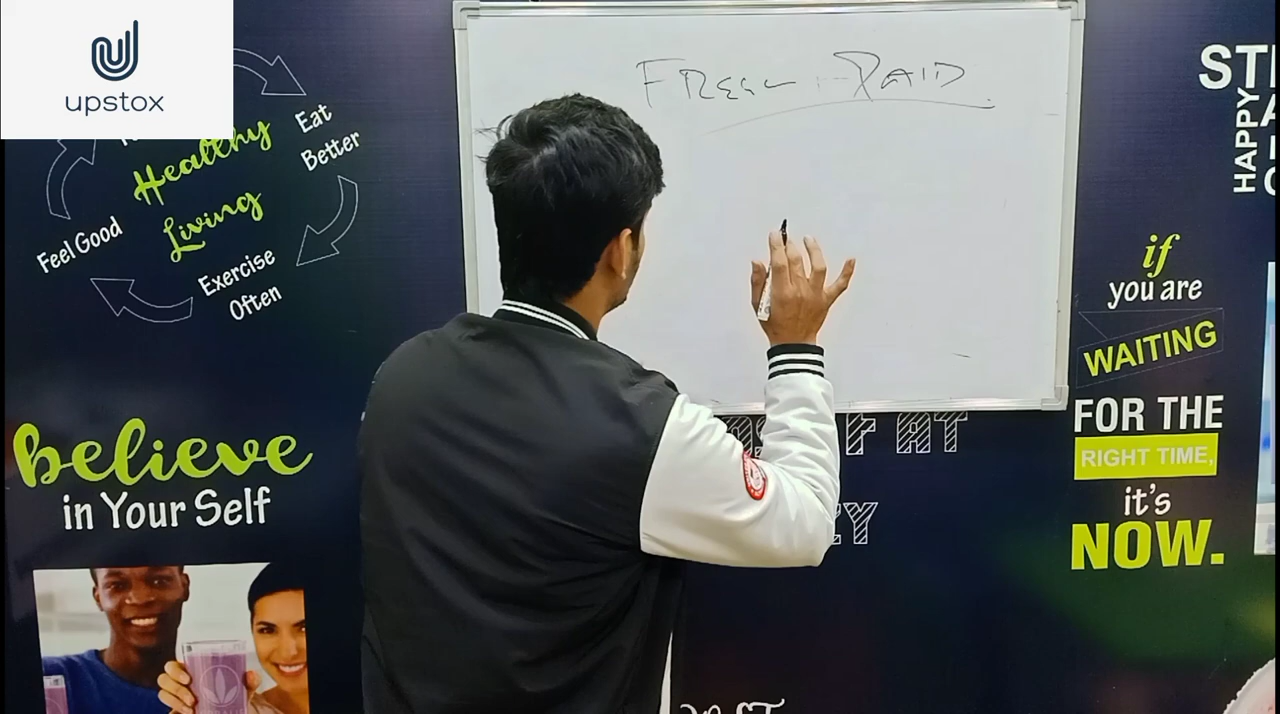 upstox
FREE - PAID
Healthy
Living
Eat
Better
Exercise
Often
Feel Good
believe
in Your Self
HAPPY
if
you are
WAITING
FOR THE
RIGHT TIME,
it's
NOW.
AT